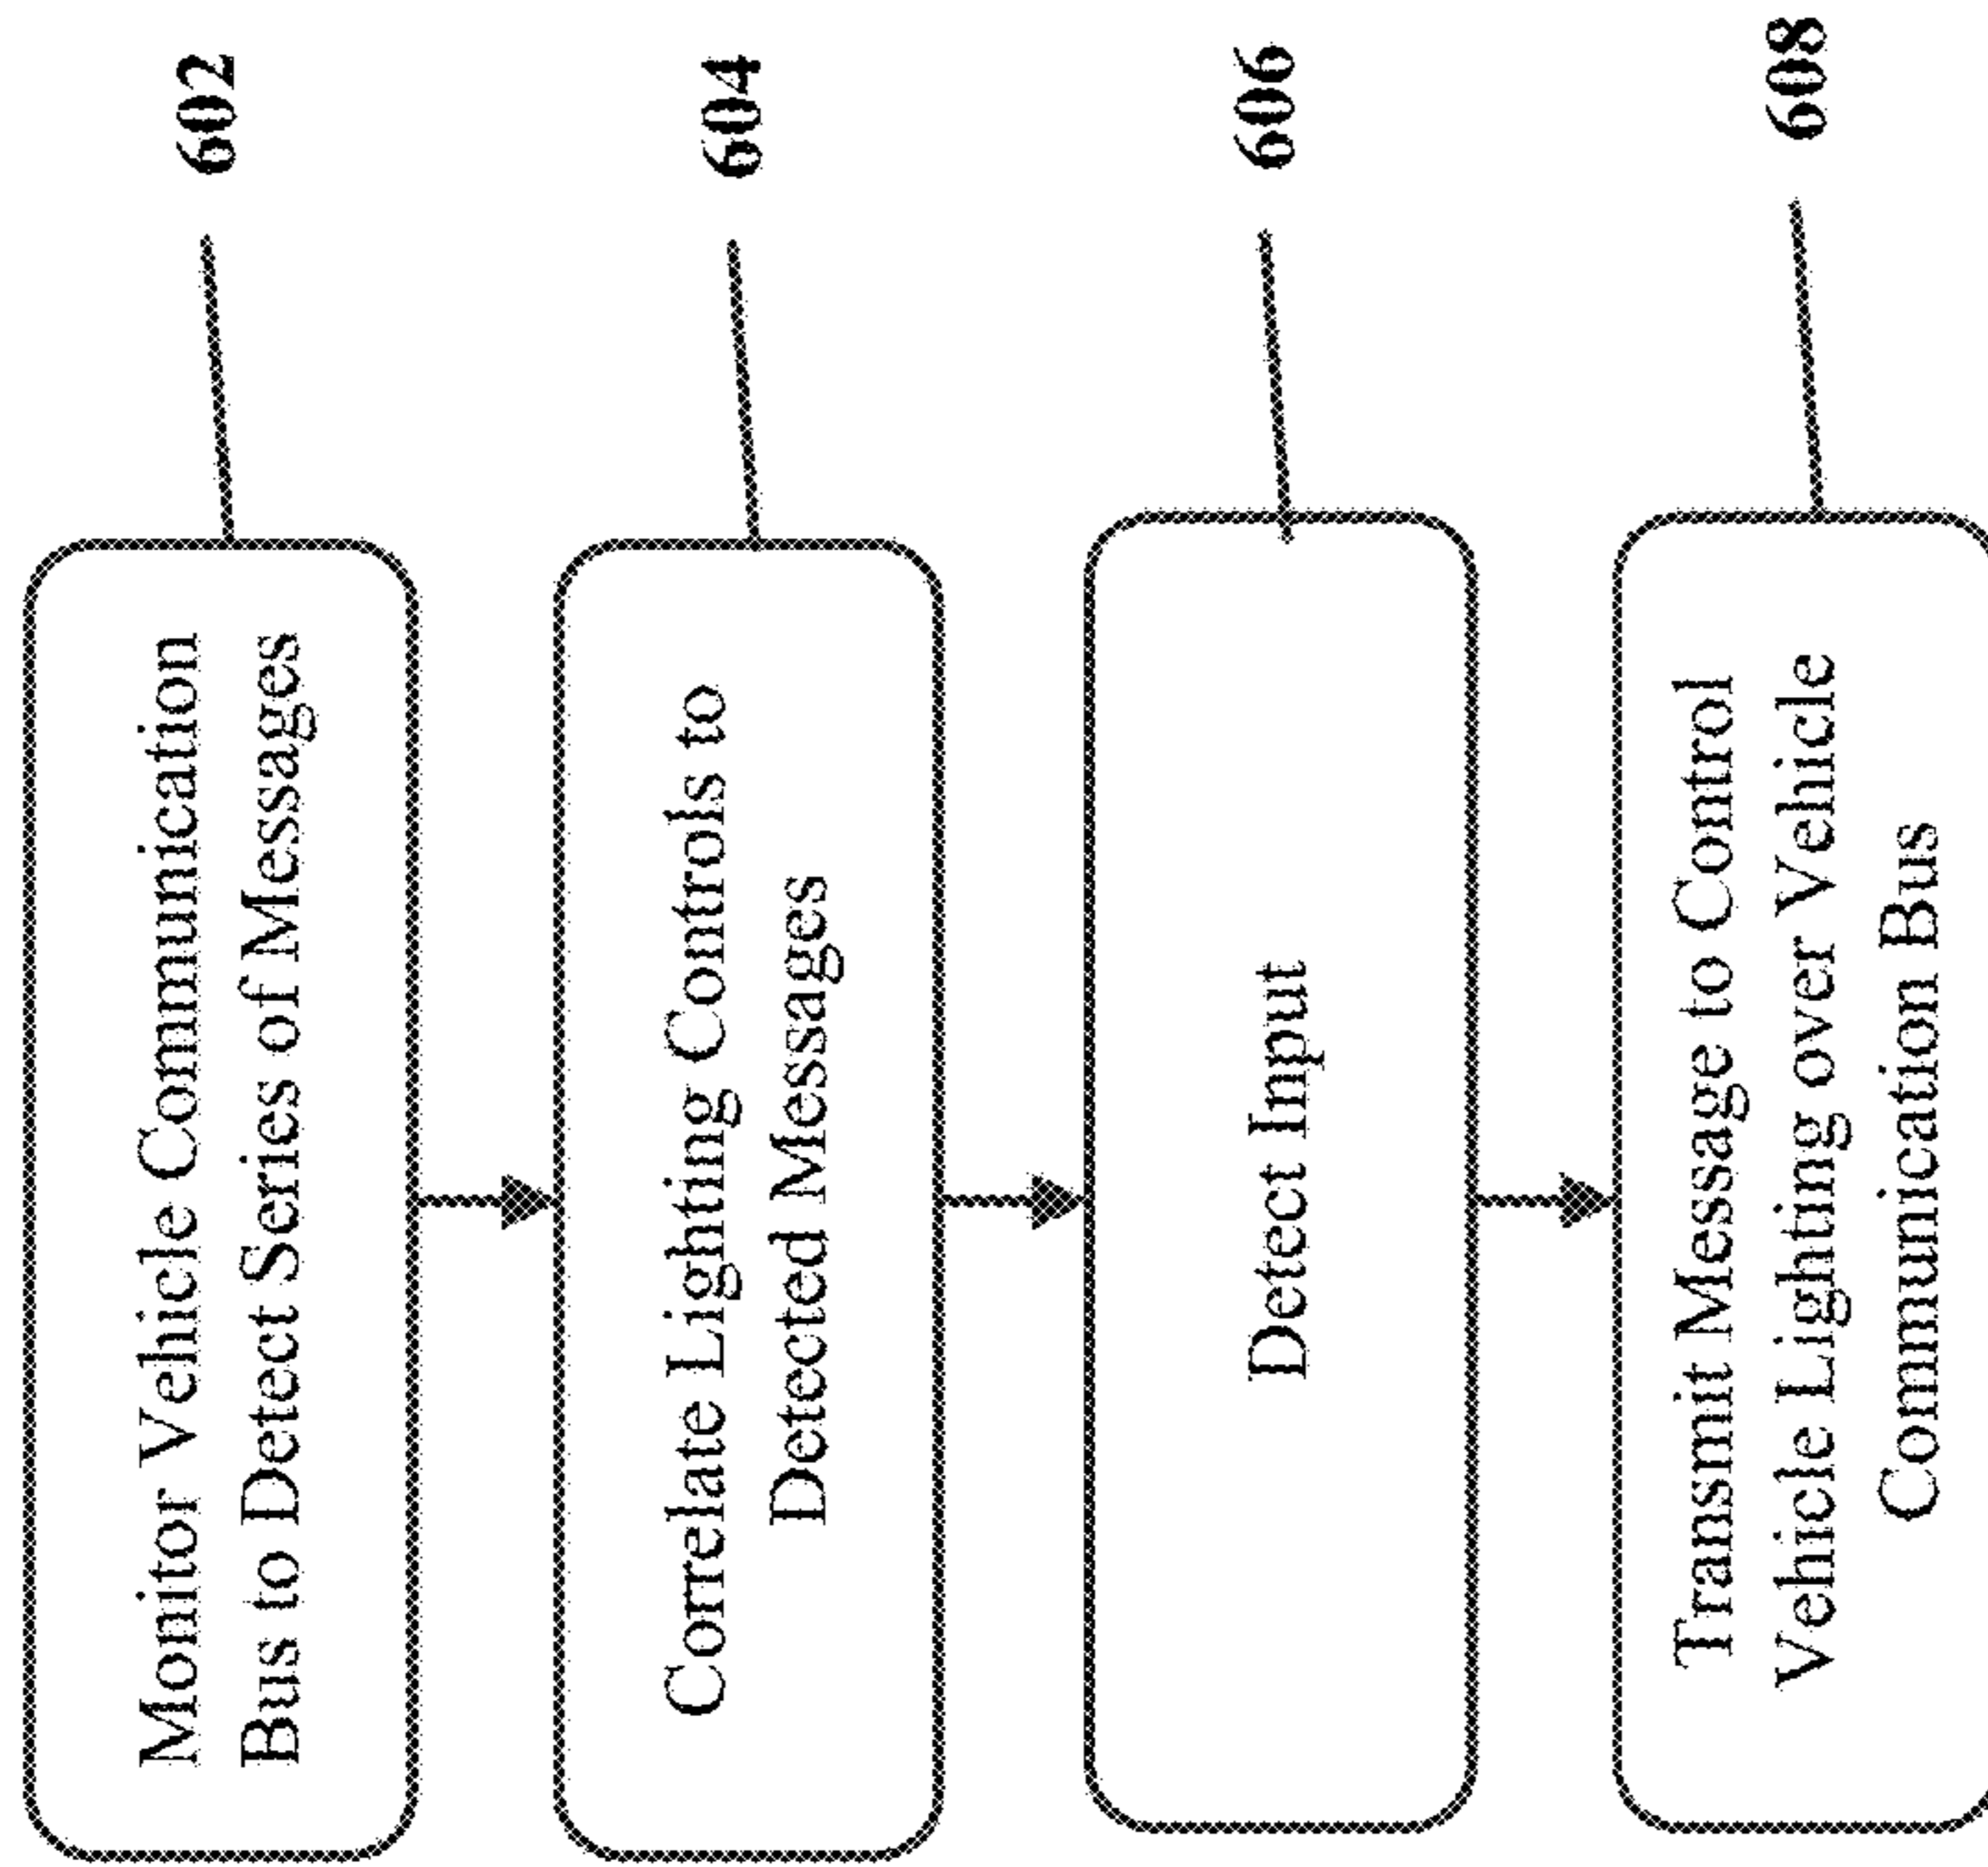 Monitor Vehicle Communication
Bus to Detect Series of Messages
602
Correlate Lighting Controls to
Detected Messages
604
Detect Input
606
Transmit Message to Control
Vehicle Lighting over Vehicle
Communication Bus
608